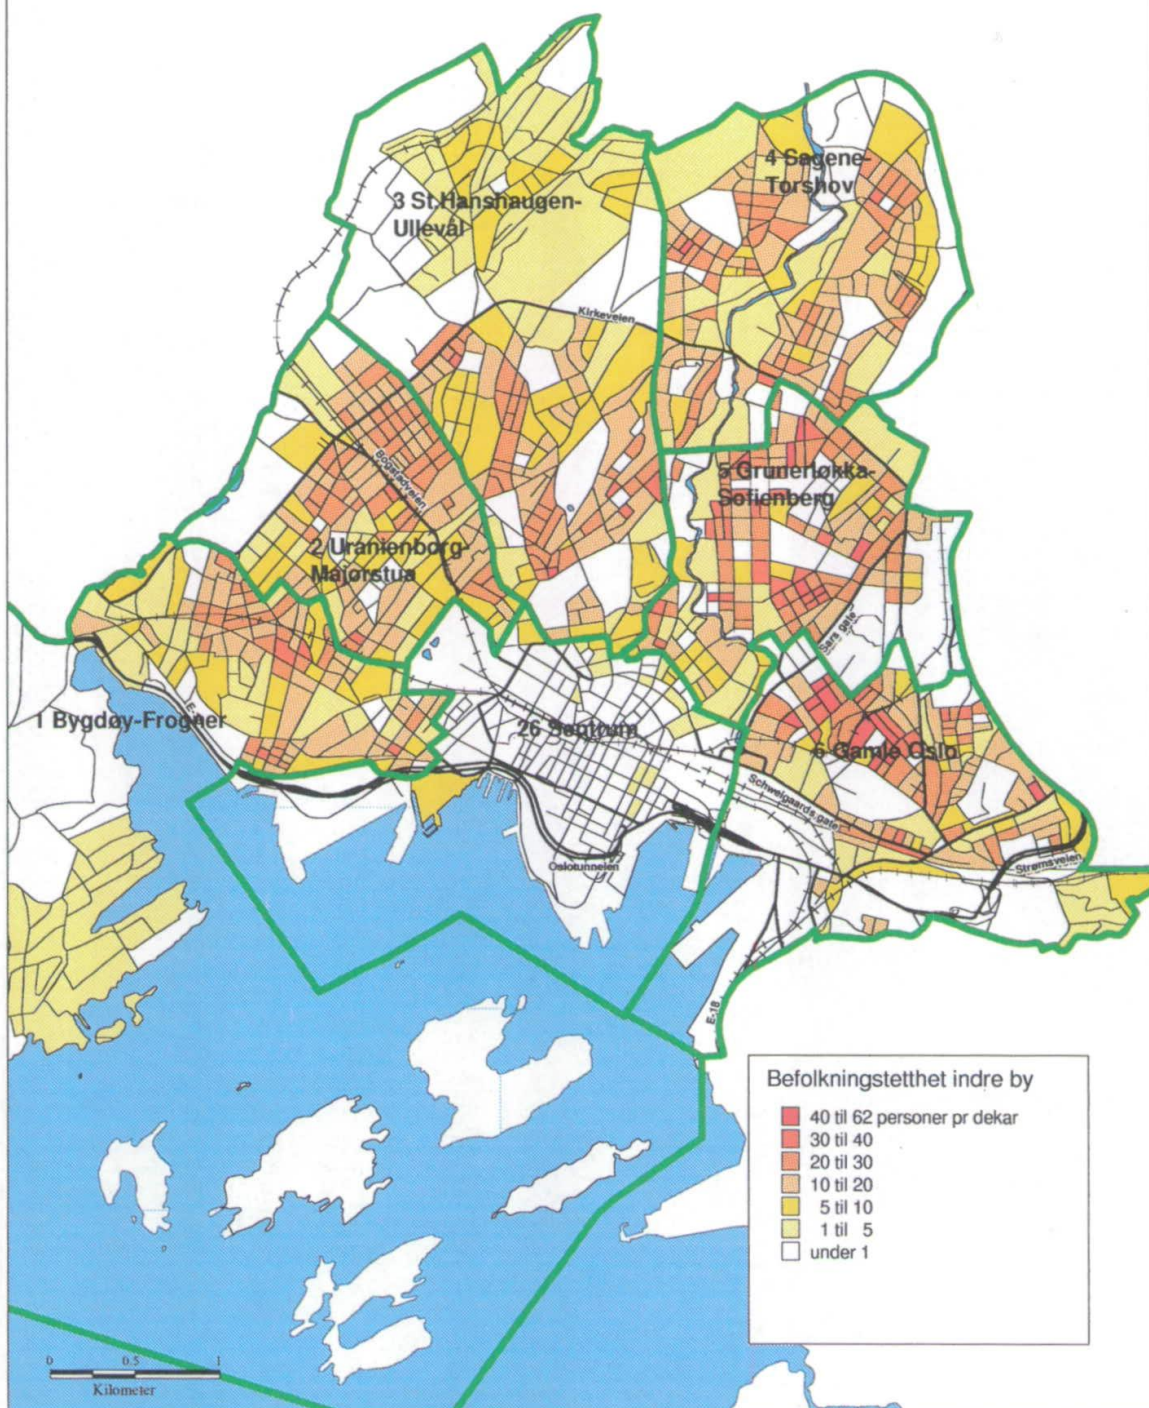 4 Sagene-
Torshov
3 St.Hanshaugen-
Ullevål
Kirkeveien
Bogstadveien
5 Grünerløkka-
Sofienberg
2 Uranienborg-
Majorstua
Sars gate
1 Bygdøy-Frogner
26 Sentrum
6 Gamle Oslo
Schweigaards gate
Oslotunnelen
Strømsveien
E-18
Befolkningstetthet indre by
40 til 62 personer pr dekar
30 til 40
20 til 30
10 til 20
5 til 10
1 til 5
under 1
0 0.5 1
Kilometer